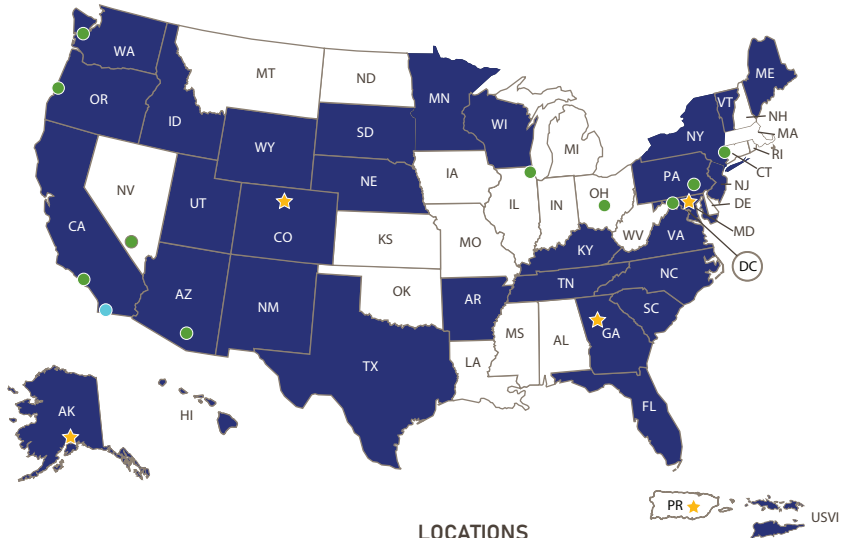 WA
MT
ND
MN
ME
VT
NH
MA
RI
CT
NY
OR
ID
SD
WI
MI
WY
NE
IA
PA
NJ
DE
MD
NV
UT
CO
IL
IN
OH
WV
VA
DC
CA
KS
MO
KY
NC
TN
AZ
NM
OK
AR
SC
MS
AL
GA
TX
LA
FL
AK
HI
PR
USVI
LOCATIONS